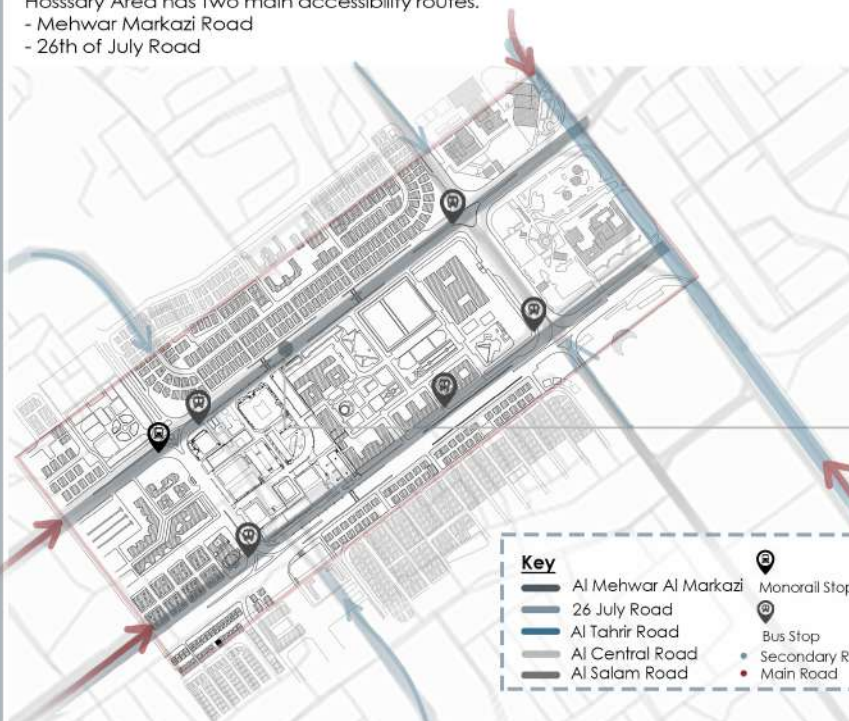 Hosssary Area has Two main accessibility routes.
- Mehwar Markazi Road
- 26th of July Road
Key
Al Mehwar Al Markazi
26 July Road
Al Tahrir Road
Al Central Road
Al Salam Road
Monorail Stop
Bus Stop
Secondary R
Main Road